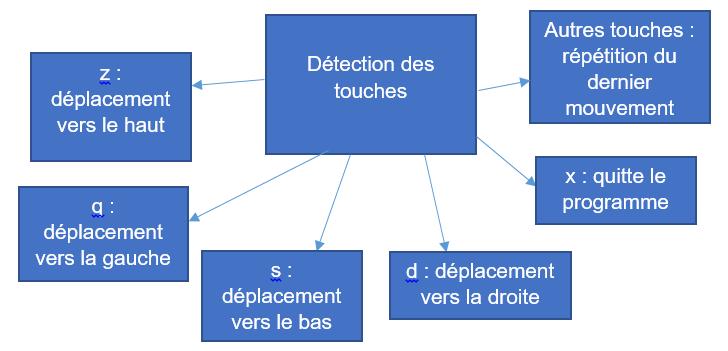 Détection des
touches
Autres touches :
répétition du
dernier
mouvement
z :
déplacement
vers le haut
x : quitte le
programme
q :
déplacement
vers la gauche
s :
déplacement
vers le bas
d : déplacement
vers la droite